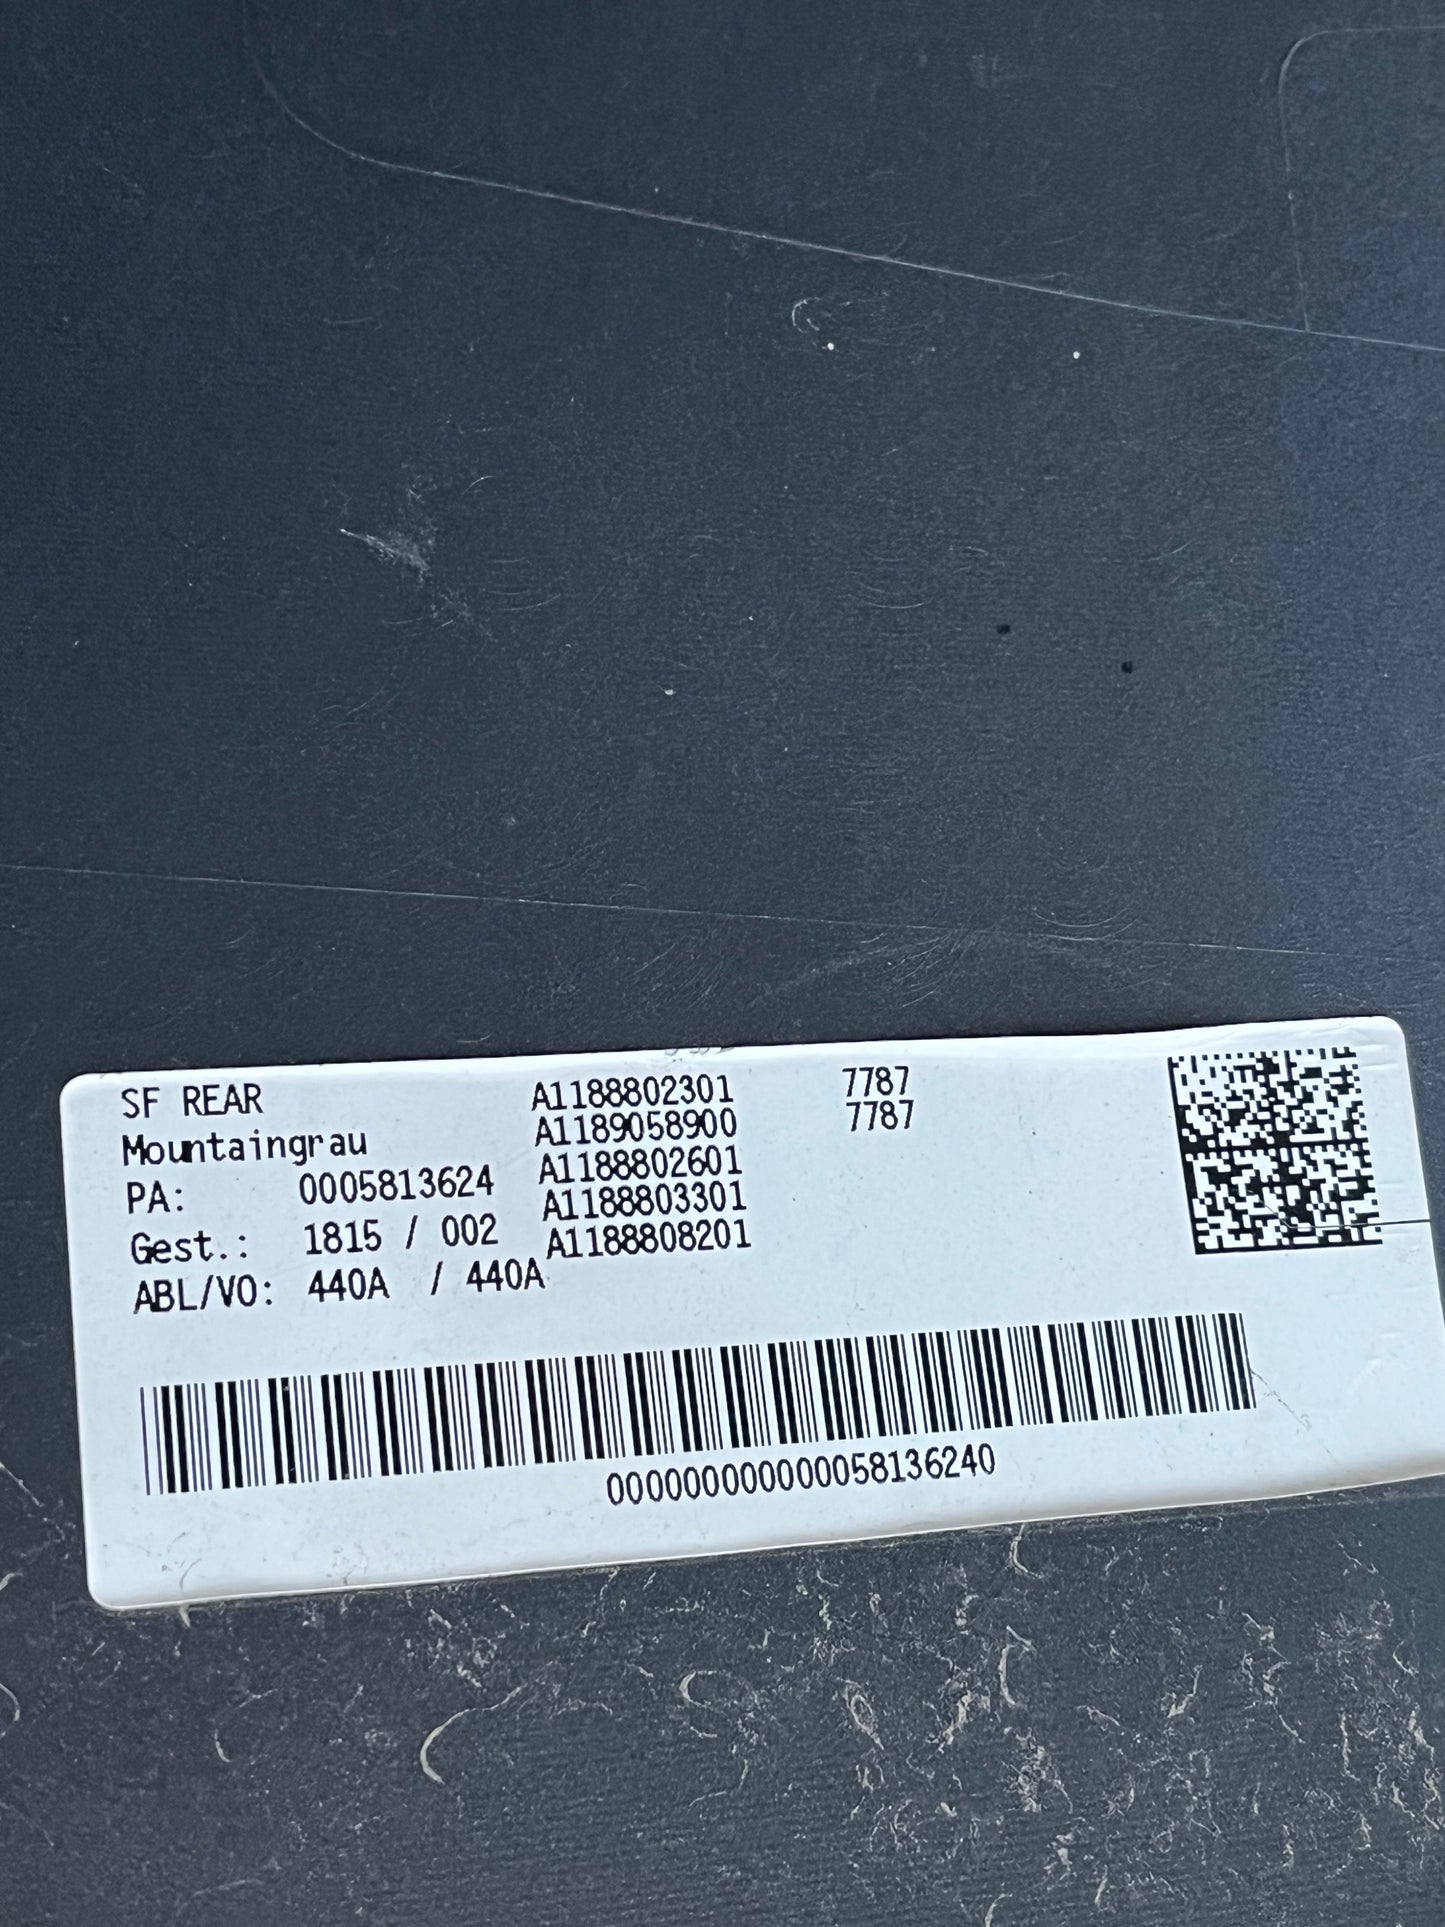 SF REAR A1188802301 7787
Mountaingrau A1189058900 7787
PA: 0005813624 A1188802601
Gest.: 1815 / 002 A1188803301
ABL/VO: 440A / 440A A1188808201
00000000000058136240